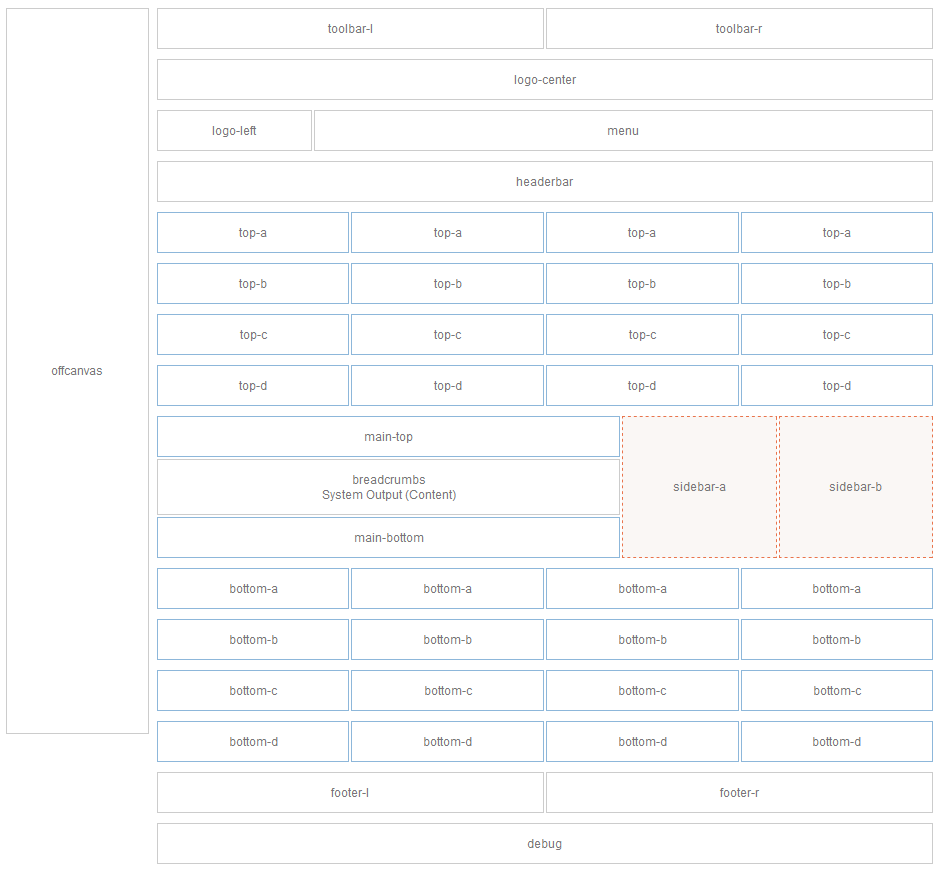 toolbar-l
toolbar-r
logo-center
logo-left
menu
headerbar
top-a
top-a
top-a
top-a
top-b
top-b
top-b
top-b
top-c
top-c
top-c
top-c
offcanvas
top-d
top-d
top-d
top-d
main-top
breadcrumbs
System Output (Content)
main-bottom
sidebar-a
sidebar-b
bottom-a
bottom-a
bottom-a
bottom-a
bottom-b
bottom-b
bottom-b
bottom-b
bottom-c
bottom-c
bottom-c
bottom-c
bottom-d
bottom-d
bottom-d
bottom-d
footer-l
footer-r
debug